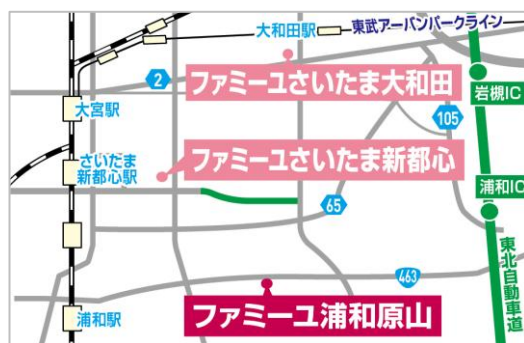 大和田駅
東武アーバンパークライン
2
ファミーユさいたま大和田
大宮駅
岩槻IC
105
さいたま
新都心駅
ファミーユさいたま新都心
浦和IC
65
東北自動車道
463
ファミーユ浦和原山
浦和駅